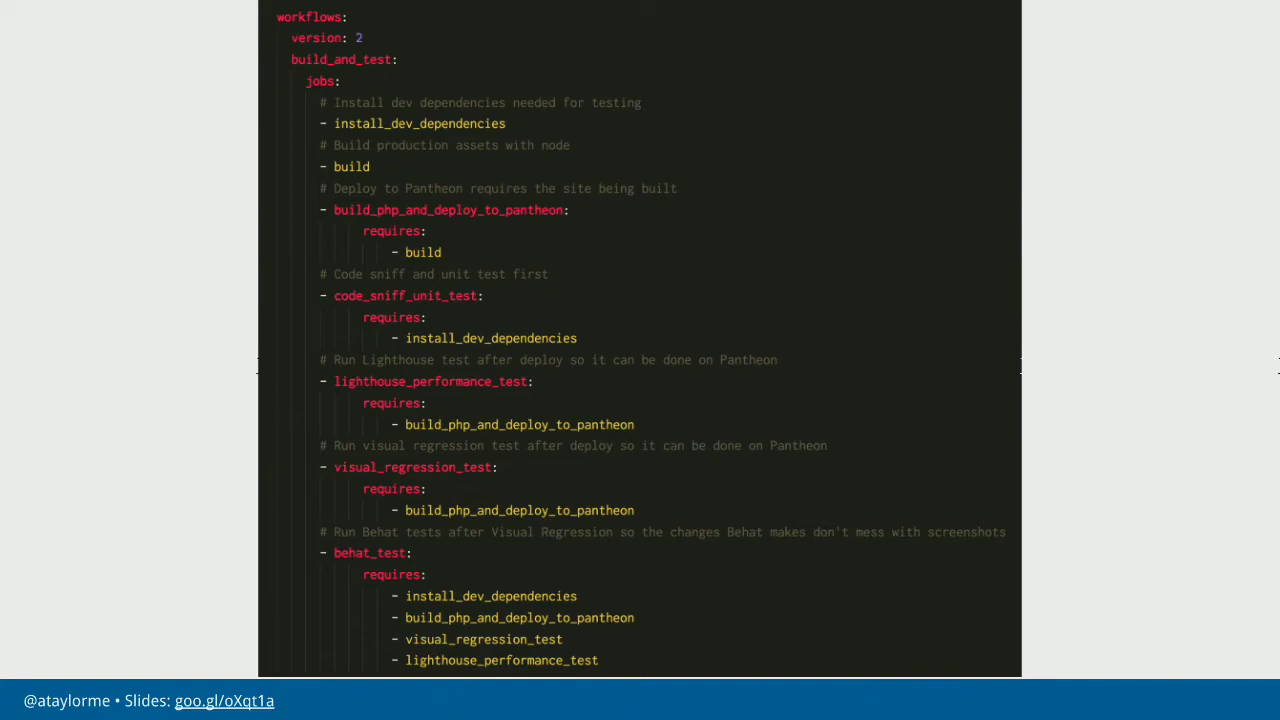 workflows:
version: 2
build_and_test:
jobs:
# Install dev dependencies needed for testing
- install_dev_dependencies
# Build production assets with node
- build
# Deploy to Pantheon requires the site being built
- build_php_and_deploy_to_pantheon:
requires:
- build
# Code sniff and unit test first
- code_sniff_unit_test:
requires:
- install_dev_dependencies
# Run Lighthouse test after deploy so it can be done on Pantheon
- lighthouse_performance_test:
requires:
- build_php_and_deploy_to_pantheon
# Run visual regression test after deploy so it can be done on Pantheon
- visual_regression_test:
requires:
- build_php_and_deploy_to_pantheon
# Run Behat tests after Visual Regression so the changes Behat makes don't mess with screenshots
- behat_test:
requires:
- install_dev_dependencies
- build_php_and_deploy_to_pantheon
- visual_regression_test
- lighthouse_performance_test
@ataylorme • Slides: goo.gl/oXqt1a